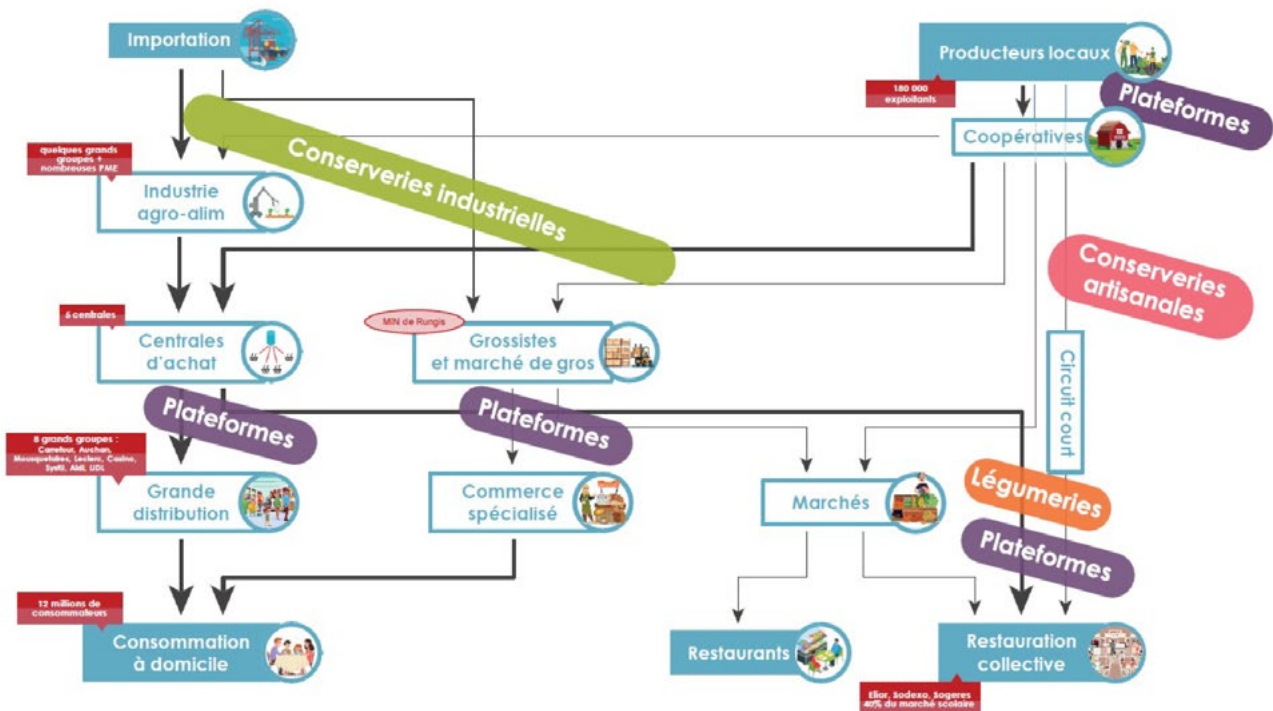 Importation
Producteurs locaux
180 000
exploitants
Plateformes
Coopératives
quelques grands
groupes +
nombreuses PME
Industrie
agro-alim
Conserveries industrielles
Conserveries
artisanales
6 centrales
Centrales
d'achat
MIN de Rungis
Grossistes
et marché de gros
Circuit court
Plateformes
Plateformes
8 grands groupes :
Carrefour, Auchan,
Mousquetaires, Leclerc, Casino,
Grande
distribution
Commerce
spécialisé
Marchés
Légumeries
Plateformes
12 millions de
consommateurs
Consommation
à domicile
Restaurants
Restauration
collective
Elior, Sodexo, Sogeres
40% du marché scolaire